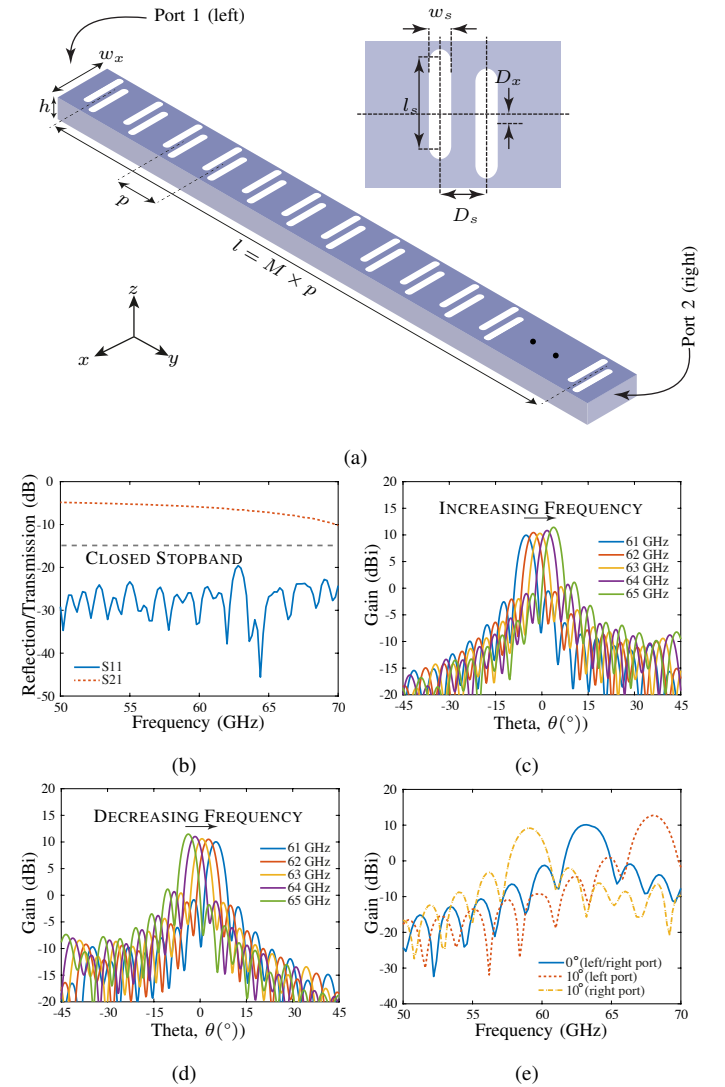 Port 1 (left)
w_x
h
p
l = M × p
w_s
l_s
D_x
D_s
z
x
y
Port 2 (right)
(a)
Reflection/Transmission (dB)
0
-10
-20
-30
-40
-50
CLOSED STOPBAND
S11
S21
50
55
60
65
70
Frequency (GHz)
(b)
Gain (dBi)
20
15
10
5
0
-5
-10
-15
-20
INCREASING FREQUENCY
61 GHz
62 GHz
63 GHz
64 GHz
65 GHz
-45
-30
-15
0
15
30
45
Theta, θ(°))
(c)
Gain (dBi)
20
15
10
5
0
-5
-10
-15
20
DECREASING FREQUENCY
61 GHz
62 GHz
63 GHz
64 GHz
65 GHz
-45
-30
-15
0
15
30
45
Theta, θ(°))
(d)
Gain (dBi)
20
10
0
-10
-20
-30
-40
0° (left/right port)
10° (left port)
10° (right port)
50
55
60
65
70
Frequency (GHz)
(e)